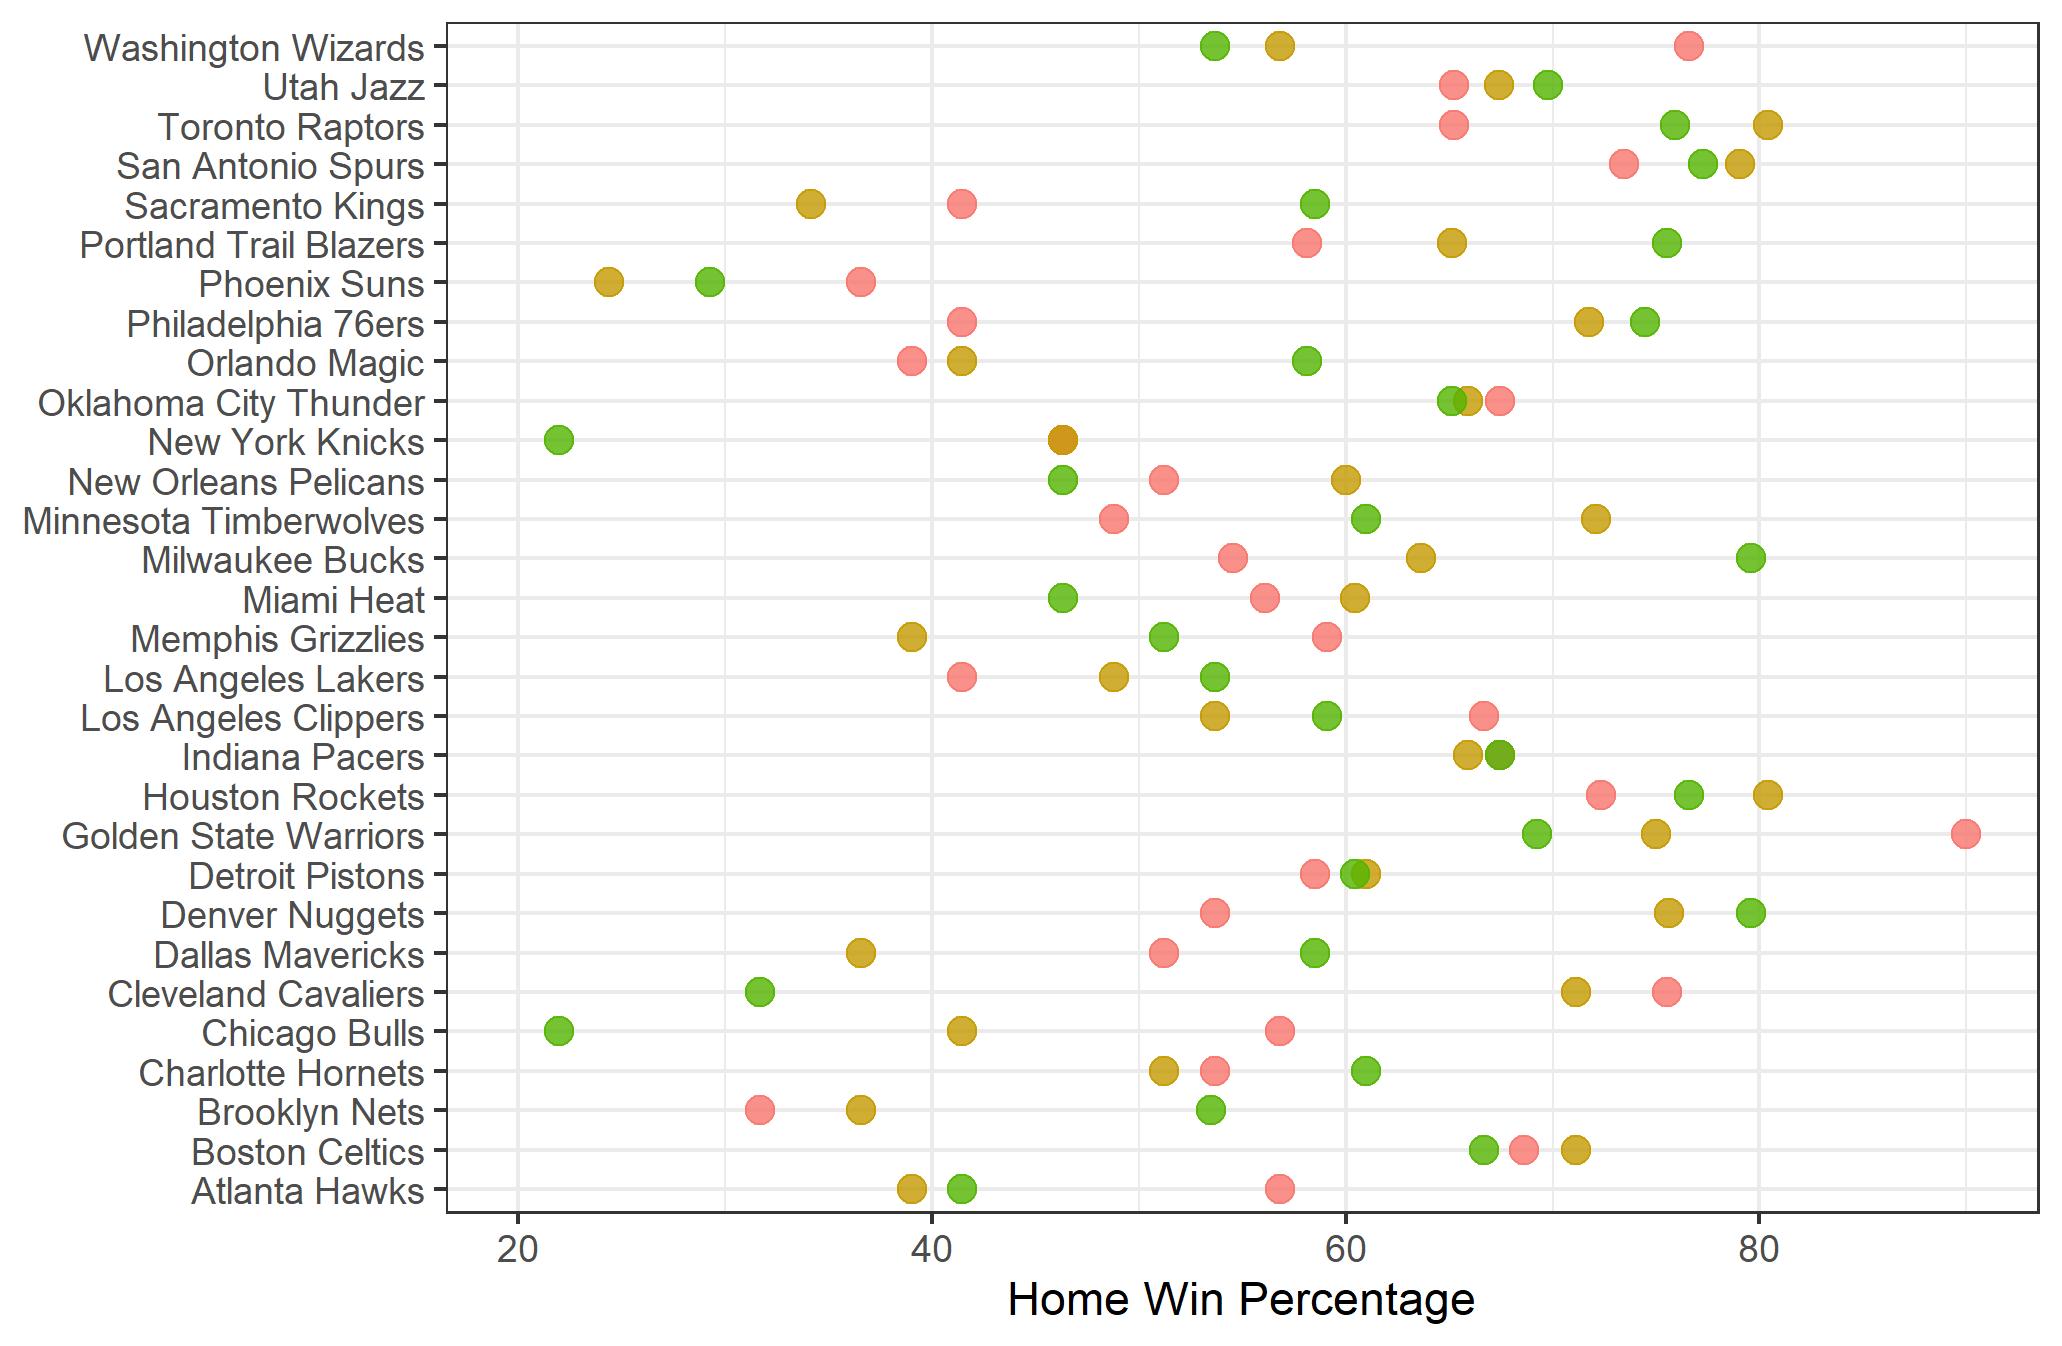 Washington Wizards
Utah Jazz
Toronto Raptors
San Antonio Spurs
Sacramento Kings
Portland Trail Blazers
Phoenix Suns
Philadelphia 76ers
Orlando Magic
Oklahoma City Thunder
New York Knicks
New Orleans Pelicans
Minnesota Timberwolves
Milwaukee Bucks
Miami Heat
Memphis Grizzlies
Los Angeles Lakers
Los Angeles Clippers
Indiana Pacers
Houston Rockets
Golden State Warriors
Detroit Pistons
Denver Nuggets
Dallas Mavericks
Cleveland Cavaliers
Chicago Bulls
Charlotte Hornets
Brooklyn Nets
Boston Celtics
Atlanta Hawks
20 40 60 80
Home Win Percentage